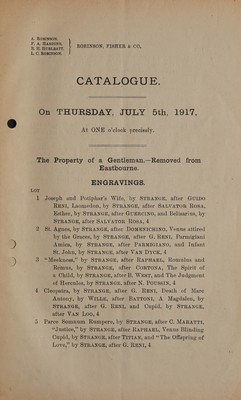 A. ROBINSON.
F. A. HARDING.
B. H. HURLBATT.
L. G. ROBINSON.
ROBINSON, FISHER & CO.
CATALOGUE.
On THURSDAY, JULY 5th, 1917,
At ONE o'clock precisely.
The Property of a Gentleman.—Removed from
Eastbourne.
ENGRAVINGS.
LOT
1 Joseph and Potiphar's Wife, by STRANGE, after GUIDO
RENI, Laomedon, by STRANGE, after SALVATOR ROSA,
Esther, by STRANGE, after GUERCINO, and Belisarius, by
STRANGE, after SALVATOR ROSA, 4
2 St. Agnes, by STRANGE, after DOMENICHINO, Venus attired
by the Graces, by STRANGE, after G. RENI, Parmigiani
Amica, by STRANGE, after PARMEGIANO, and Infant
St. John, by STRANGE, after VAN DYCK, 4
3 "Meekness," by STRANGE, after RAPHAEL, Romulus and
Remus, by STRANGE, after CORTONA, The Spirit of
a Child, by STRANGE, after B. WEST, and The Judgment
of Hercules, by STRANGE, after N. POUSSIN, 4
4 Cleopatra, by STRANGE, after G. RENI, Death of Marc
Antony, by WILLE, after BATTONI, A Magdalen, by
STRANGE, after G. RENI, and Cupid, by STRANGE,
after VAN LOO, 4
5 Parce Somnum Rumpere, by STRANGE, after C. MARATTI,
"Justice," by STRANGE, after RAPHAEL, Venus Blinding
Cupid, by STRANGE, after TITIAN, and "The Offspring of
Love," by STRANGE, after G. RENI, 4